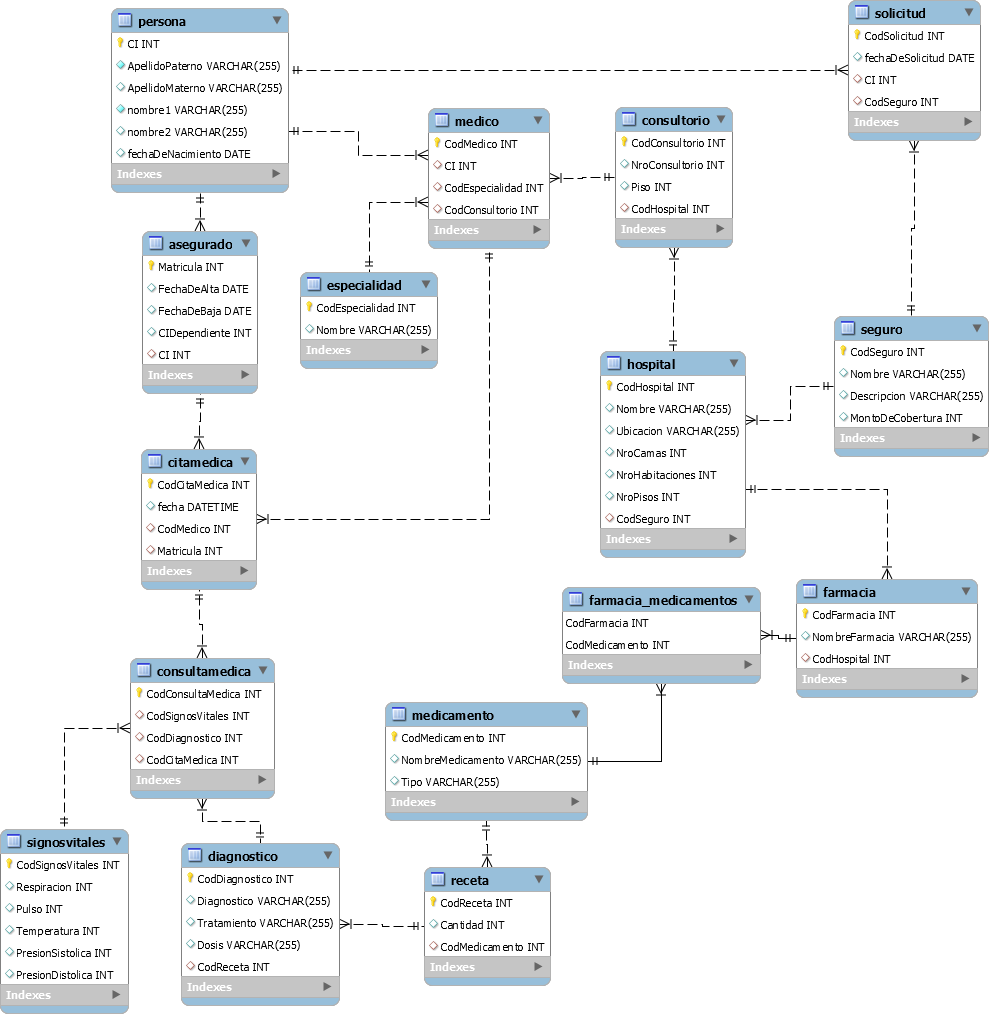 persona
CI INT
ApellidoPaterno VARCHAR(255)
ApellidoMaterno VARCHAR(255)
nombre1 VARCHAR(255)
nombre2 VARCHAR(255)
fechaDeNacimiento DATE
Indexes
solicitud
CodSolicitud INT
fechaDeSolicitud DATE
CI INT
CodSeguro INT
Indexes
medico
CodMedico INT
CI INT
CodEspecialidad INT
CodConsultorio INT
Indexes
consultorio
CodConsultorio INT
NroConsultorio INT
Piso INT
CodHospital INT
Indexes
asegurado
Matricula INT
FechaDeAlta DATE
FechaDeBaja DATE
CIDependiente INT
CI INT
Indexes
especialidad
CodEspecialidad INT
Nombre VARCHAR(255)
Indexes
hospital
CodHospital INT
Nombre VARCHAR(255)
Ubicacion VARCHAR(255)
NroCamas INT
NroHabitaciones INT
NroPisos INT
CodSeguro INT
Indexes
seguro
CodSeguro INT
Nombre VARCHAR(255)
Descripcion VARCHAR(255)
MontoDeCobertura INT
Indexes
citamedica
CodCitaMedica INT
fecha DATETIME
CodMedico INT
Matricula INT
Indexes
farmacia_medicamentos
CodFarmacia INT
CodMedicamento INT
Indexes
farmacia
CodFarmacia INT
NombreFarmacia VARCHAR(255)
CodHospital INT
Indexes
consultamedica
CodConsultaMedica INT
CodSignosVitales INT
CodDiagnostico INT
CodCitaMedica INT
Indexes
medicamento
CodMedicamento INT
NombreMedicamento VARCHAR(255)
Tipo VARCHAR(255)
Indexes
signosvitales
CodSignosVitales INT
Respiracion INT
Pulso INT
Temperatura INT
PresionSistolica INT
PresionDistolica INT
Indexes
diagnostico
CodDiagnostico INT
Diagnostico VARCHAR(255)
Tratamiento VARCHAR(255)
Dosis VARCHAR(255)
CodReceta INT
Indexes
receta
CodReceta INT
Cantidad INT
CodMedicamento INT
Indexes